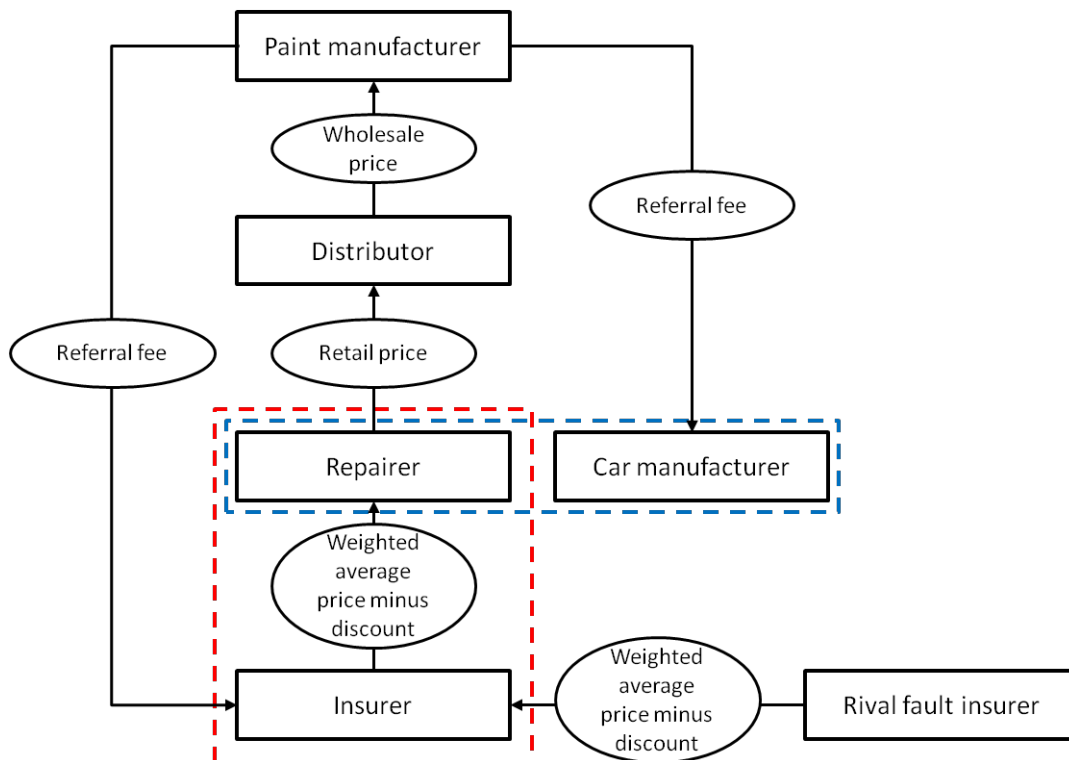 Paint manufacturer
Wholesale
price
Referral fee
Distributor
Referral fee
Retail price
Repairer
Car manufacturer
Weighted
average
price minus
discount
Insurer
Weighted
average
price minus
discount
Rival fault insurer